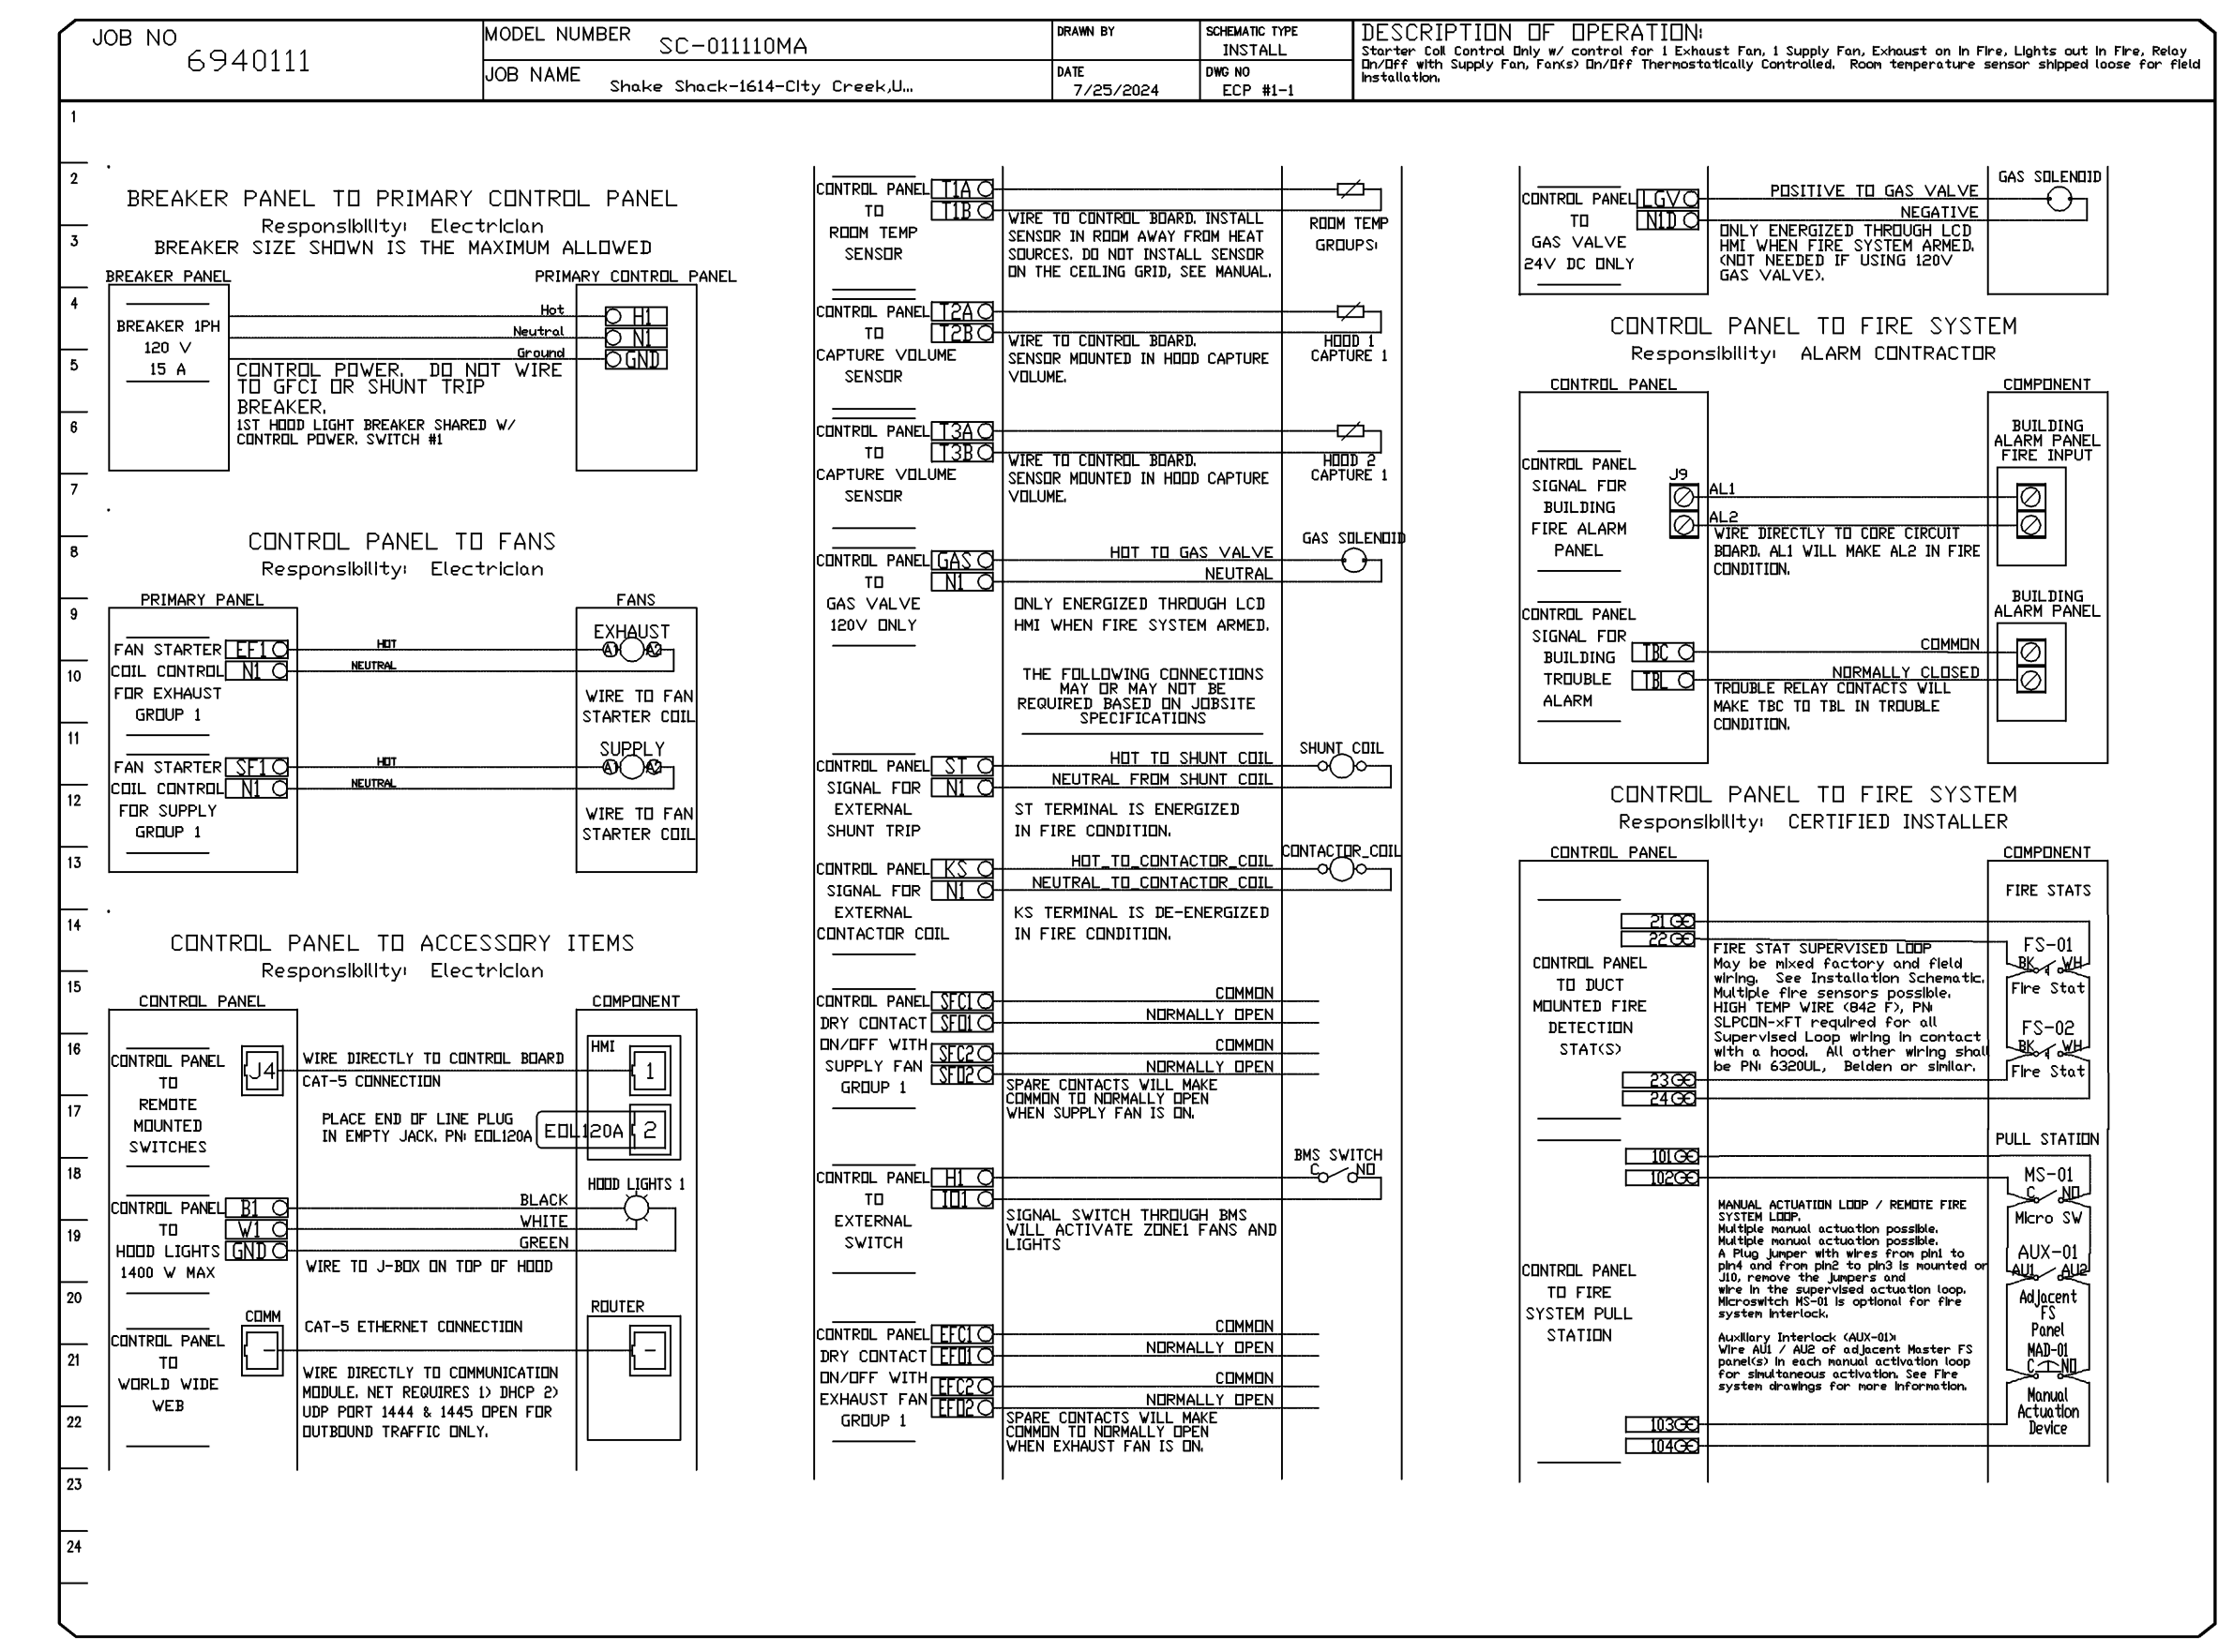 JOB NO
6940111
MODEL NUMBER
SC-011110MA
JOB NAME
Shake Shack-1614-City Creek,U...
DRAWN BY
DATE
7/25/2024
SCHEMATIC TYPE
INSTALL
DWG NO
ECP #1-1
DESCRIPTION OF OPERATION:
Starter Coil Control Only w/ control for 1 Exhaust Fan, 1 Supply Fan, Exhaust on in Fire, Lights out in Fire, Relay
On/Off with Supply Fan, Fan(s) On/Off Thermostatically Controlled. Room temperature sensor shipped loose for field
installation.
1
2
3
4
5
6
7
8
9
10
11
12
13
14
15
16
17
18
19
20
21
22
23
24
BREAKER PANEL TO PRIMARY CONTROL PANEL
Responsibility: Electrician
BREAKER SIZE SHOWN IS THE MAXIMUM ALLOWED
BREAKER PANEL
PRIMARY CONTROL PANEL
BREAKER 1PH
120 V
15 A
Hot
H1
Neutral
N1
Ground
GND
CONTROL POWER. DO NOT WIRE
TO GFCI OR SHUNT TRIP
BREAKER.
1ST HOOD LIGHT BREAKER SHARED W/
CONTROL POWER. SWITCH #1
CONTROL PANEL TO FANS
Responsibility: Electrician
PRIMARY PANEL
FANS
FAN STARTER
COIL CONTROL
FOR EXHAUST
GROUP 1
EF1
N1
HOT
NEUTRAL
EXHAUST
A1 A2
WIRE TO FAN
STARTER COIL
FAN STARTER
COIL CONTROL
FOR SUPPLY
GROUP 1
SF1
N1
HOT
NEUTRAL
SUPPLY
A1 A2
WIRE TO FAN
STARTER COIL
CONTROL PANEL TO ACCESSORY ITEMS
Responsibility: Electrician
CONTROL PANEL
COMPONENT
CONTROL PANEL
TO
REMOTE
MOUNTED
SWITCHES
J4
WIRE DIRECTLY TO CONTROL BOARD
CAT-5 CONNECTION
HMI
1
PLACE END OF LINE PLUG
IN EMPTY JACK. PN: EOL120A
EOL120A
2
CONTROL PANEL
TO
HOOD LIGHTS
1400 W MAX
B1
W1
GND
BLACK
WHITE
GREEN
HOOD LIGHTS 1
WIRE TO J-BOX ON TOP OF HOOD
CONTROL PANEL
TO
WORLD WIDE
WEB
COMM
CAT-5 ETHERNET CONNECTION
ROUTER
WIRE DIRECTLY TO COMMUNICATION
MODULE. NET REQUIRES 1) DHCP 2)
UDP PORT 1444 & 1445 OPEN FOR
OUTBOUND TRAFFIC ONLY.
CONTROL PANEL
TO
ROOM TEMP
SENSOR
T1A
T1B
WIRE TO CONTROL BOARD. INSTALL
SENSOR IN ROOM AWAY FROM HEAT
SOURCES. DO NOT INSTALL SENSOR
ON THE CEILING GRID, SEE MANUAL.
ROOM TEMP
GROUPS:
CONTROL PANEL
TO
CAPTURE VOLUME
SENSOR
T2A
T2B
WIRE TO CONTROL BOARD.
SENSOR MOUNTED IN HOOD CAPTURE
VOLUME.
HOOD 1
CAPTURE 1
CONTROL PANEL
TO
CAPTURE VOLUME
SENSOR
T3A
T3B
WIRE TO CONTROL BOARD.
SENSOR MOUNTED IN HOOD CAPTURE
VOLUME.
HOOD 2
CAPTURE 1
CONTROL PANEL
TO
GAS VALVE
120V ONLY
GAS
N1
HOT TO GAS VALVE
NEUTRAL
GAS SOLENOID
ONLY ENERGIZED THROUGH LCD
HMI WHEN FIRE SYSTEM ARMED.
THE FOLLOWING CONNECTIONS
MAY OR MAY NOT BE
REQUIRED BASED ON JOBSITE
SPECIFICATIONS
CONTROL PANEL
SIGNAL FOR
EXTERNAL
SHUNT TRIP
ST
N1
HOT TO SHUNT COIL
NEUTRAL FROM SHUNT COIL
SHUNT COIL
ST TERMINAL IS ENERGIZED
IN FIRE CONDITION.
CONTROL PANEL
SIGNAL FOR
EXTERNAL
CONTACTOR COIL
KS
N1
HOT_TO_CONTACTOR_COIL
NEUTRAL_TO_CONTACTOR_COIL
CONTACTOR_COIL
KS TERMINAL IS DE-ENERGIZED
IN FIRE CONDITION.
CONTROL PANEL
DRY CONTACT
ON/OFF WITH
SUPPLY FAN
GROUP 1
SFC1
SFO1
SFC2
SFO2
COMMON
NORMALLY OPEN
COMMON
NORMALLY OPEN
SPARE CONTACTS WILL MAKE
COMMON TO NORMALLY OPEN
WHEN SUPPLY FAN IS ON.
CONTROL PANEL
TO
EXTERNAL
SWITCH
H1
IO1
BMS SWITCH
C NO
SIGNAL SWITCH THROUGH BMS
WILL ACTIVATE ZONE1 FANS AND
LIGHTS
CONTROL PANEL
DRY CONTACT
ON/OFF WITH
EXHAUST FAN
GROUP 1
EFC1
EFO1
EFC2
EFO2
COMMON
NORMALLY OPEN
COMMON
NORMALLY OPEN
SPARE CONTACTS WILL MAKE
COMMON TO NORMALLY OPEN
WHEN EXHAUST FAN IS ON.
CONTROL PANEL
TO
GAS VALVE
24V DC ONLY
LGV
N1D
POSITIVE TO GAS VALVE
NEGATIVE
GAS SOLENOID
ONLY ENERGIZED THROUGH LCD
HMI WHEN FIRE SYSTEM ARMED.
(NOT NEEDED IF USING 120V
GAS VALVE).
CONTROL PANEL TO FIRE SYSTEM
Responsibility: ALARM CONTRACTOR
CONTROL PANEL
COMPONENT
CONTROL PANEL
SIGNAL FOR
BUILDING
FIRE ALARM
PANEL
J9
AL1
AL2
WIRE DIRECTLY TO CORE CIRCUIT
BOARD. AL1 WILL MAKE AL2 IN FIRE
CONDITION.
BUILDING
ALARM PANEL
FIRE INPUT
CONTROL PANEL
SIGNAL FOR
BUILDING
TROUBLE
ALARM
TBC
TBL
COMMON
NORMALLY CLOSED
TROUBLE RELAY CONTACTS WILL
MAKE TBC TO TBL IN TROUBLE
CONDITION.
BUILDING
ALARM PANEL
CONTROL PANEL TO FIRE SYSTEM
Responsibility: CERTIFIED INSTALLER
CONTROL PANEL
COMPONENT
CONTROL PANEL
TO DUCT
MOUNTED FIRE
DETECTION
STAT(S)
21
22
23
24
FIRE STAT SUPERVISED LOOP
May be mixed factory and field
wiring. See Installation Schematic.
Multiple fire sensors possible.
HIGH TEMP WIRE (842 F), PN:
SLPCON-xFT required for all
Supervised Loop wiring in contact
with a hood. All other wiring shall
be PN: 6320UL, Belden or similar.
FIRE STATS
FS-01
BK WH
Fire Stat
FS-02
BK WH
Fire Stat
CONTROL PANEL
TO FIRE
SYSTEM PULL
STATION
101
102
103
104
MANUAL ACTUATION LOOP / REMOTE FIRE
SYSTEM LOOP.
Multiple manual actuation possible.
Multiple manual actuation possible.
A Plug jumper with wires from pin1 to
pin4 and from pin2 to pin3 is mounted on
J10, remove the jumpers and
wire in the supervised actuation loop.
Microswitch MS-01 is optional for fire
system interlock.
Auxiliary Interlock (AUX-01):
Wire AU1 / AU2 of adjacent Master FS
panel(s) in each manual activation loop
for simultaneous activation. See Fire
system drawings for more information.
PULL STATION
MS-01
C NO
Micro SW
AUX-01
AU1 AU2
Adjacent
FS
Panel
MAD-01
C NO
Manual
Actuation
Device